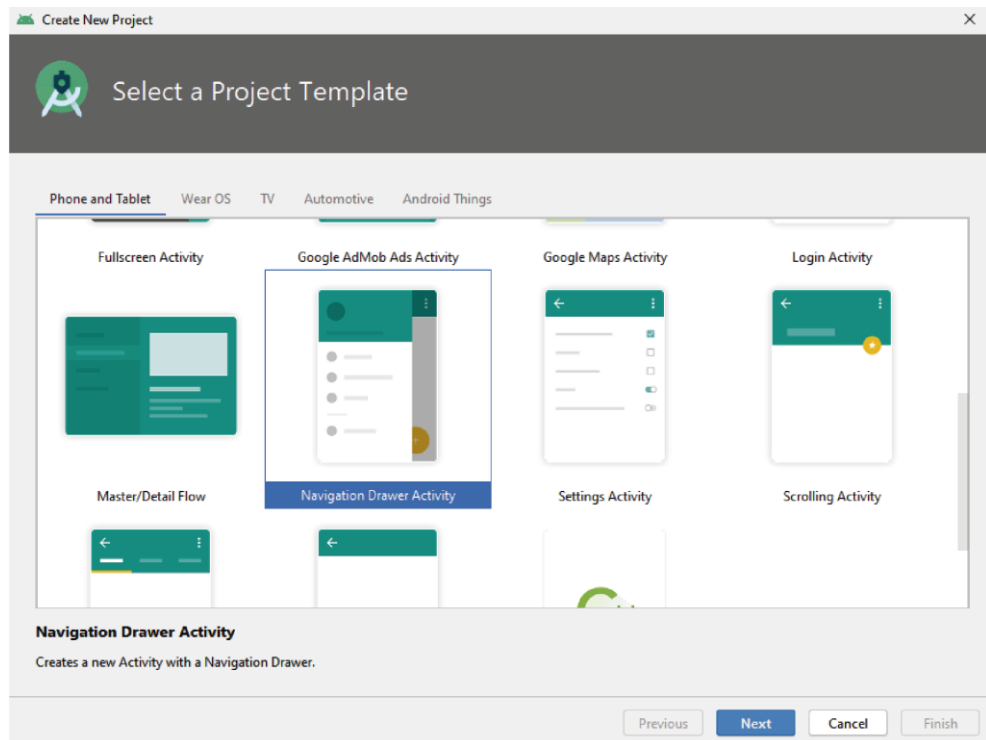 Create New Project
Select a Project Template
Phone and Tablet Wear OS TV Automotive Android Things
Fullscreen Activity Google AdMob Ads Activity Google Maps Activity Login Activity
Master/Detail Flow Navigation Drawer Activity Settings Activity Scrolling Activity
Navigation Drawer Activity
Creates a new Activity with a Navigation Drawer.
Previous Next Cancel Finish